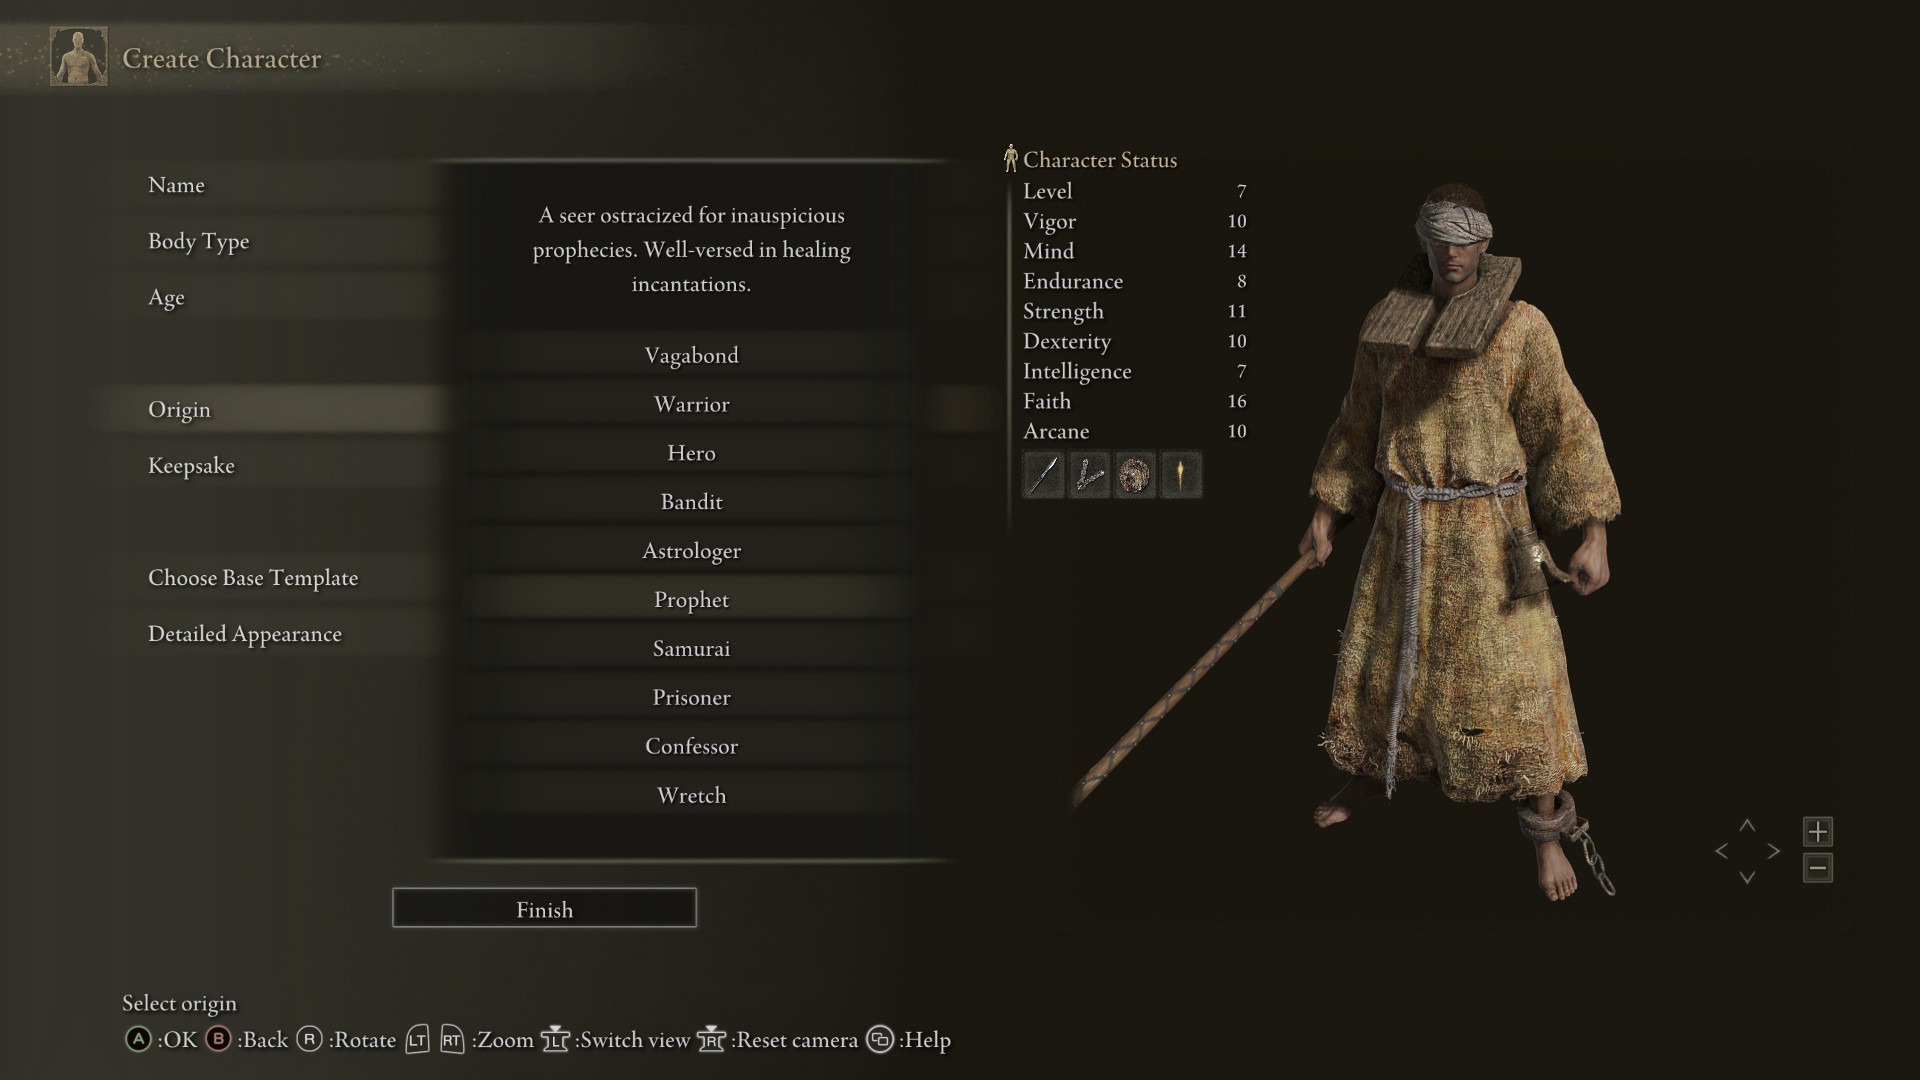 Create Character
Name
Body Type
Age
Origin
Keepsake
Choose Base Template
Detailed Appearance
A seer ostracized for inauspicious
prophecies. Well-versed in healing
incantations.
Vagabond
Warrior
Hero
Bandit
Astrologer
Prophet
Samurai
Prisoner
Confessor
Wretch
Finish
Character Status
Level 7
Vigor 10
Mind 14
Endurance 8
Strength 11
Dexterity 10
Intelligence 7
Faith 16
Arcane 10
Select origin
A :OK B :Back R :Rotate LT RT :Zoom L :Switch view R :Reset camera :Help